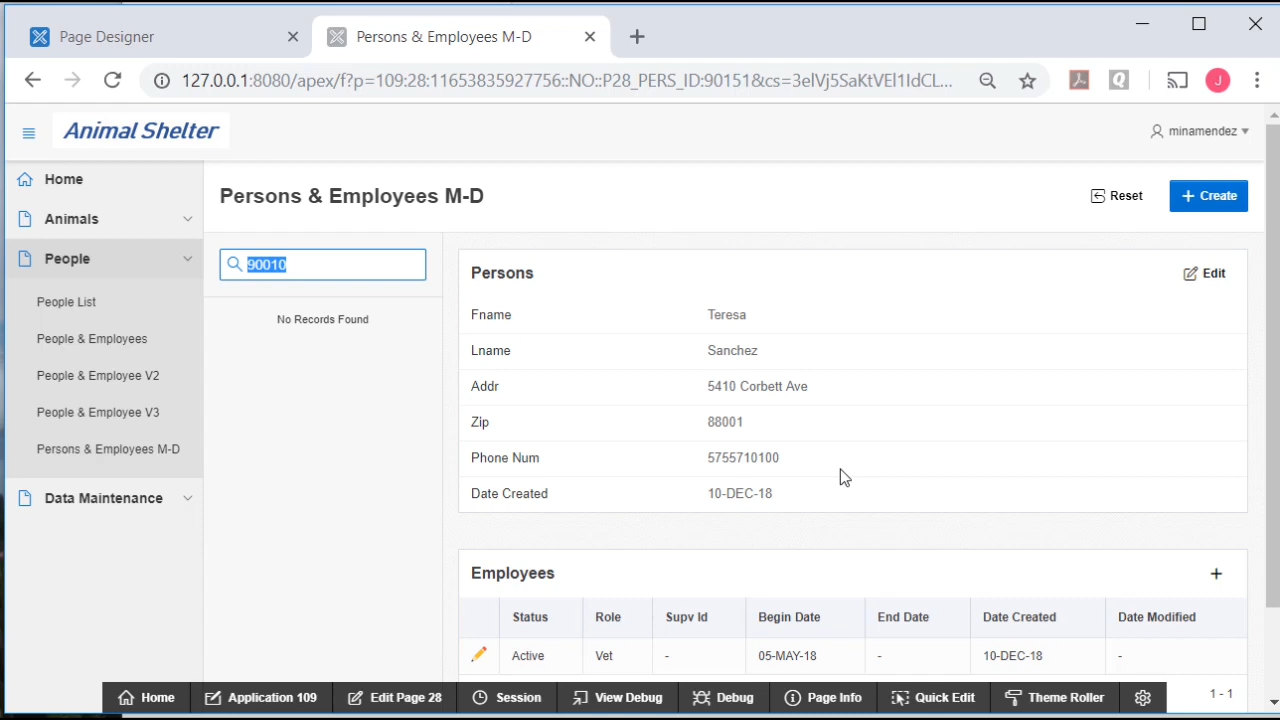 Page Designer
Persons & Employees M-D
127.0.0.1:8080/apex/f?p=109:28:11653835927756::NO::P28_PERS_ID:90151&cs=3elVj5SaKtVEl1IdCL...
J
Animal Shelter
minamendez
Home
Animals
People
People List
People & Employees
People & Employee V2
People & Employee V3
Persons & Employees M-D
Data Maintenance
Persons & Employees M-D
Reset
Create
90010
No Records Found
Persons
Edit
Fname Teresa
Lname Sanchez
Addr 5410 Corbett Ave
Zip 88001
Phone Num 5755710100
Date Created 10-DEC-18
Employees
Status Role Supv Id Begin Date End Date Date Created Date Modified
Active Vet - 05-MAY-18 - 10-DEC-18 -
1 - 1
Home Application 109 Edit Page 28 Session View Debug Debug Page Info Quick Edit Theme Roller